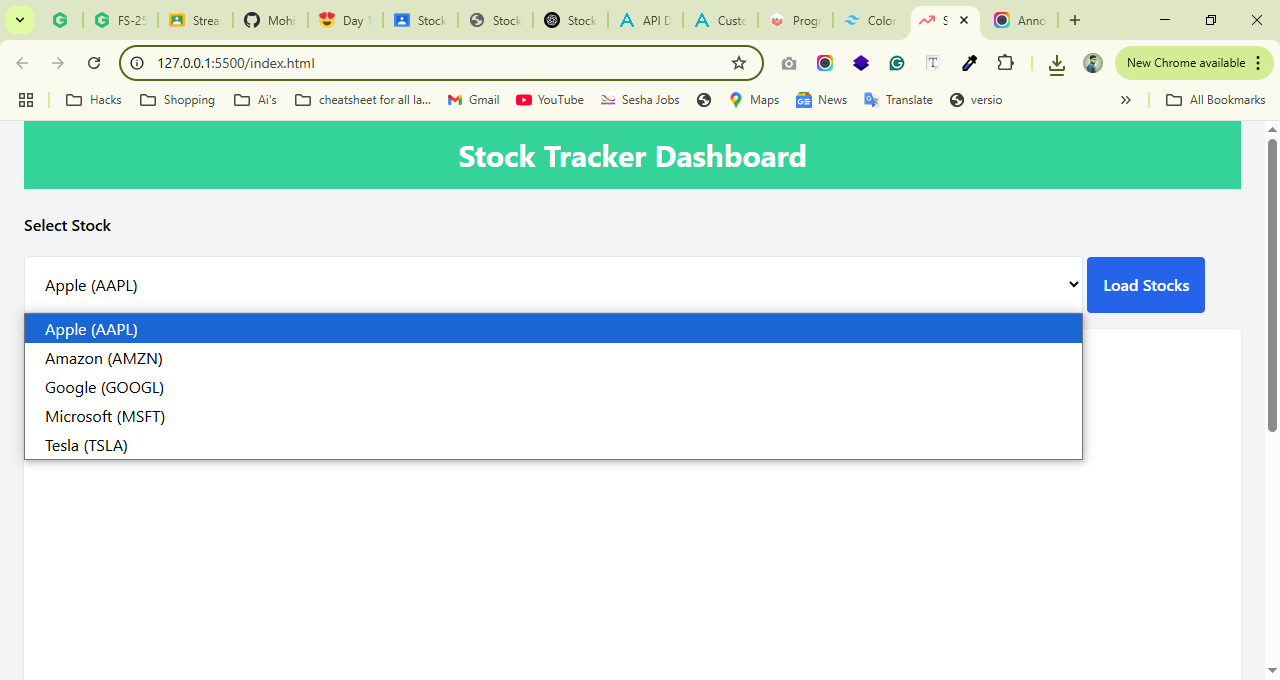 FS-25 Strea Mohi Day 1 Stock Stock Stock API D Custo Progr Color S Anno
127.0.0.1:5500/index.html New Chrome available
Hacks Shopping Ai's cheatsheet for all la... Gmail YouTube Sesha Jobs Maps News Translate versio All Bookmarks
Stock Tracker Dashboard
Select Stock
Apple (AAPL) Load Stocks
Apple (AAPL)
Amazon (AMZN)
Google (GOOGL)
Microsoft (MSFT)
Tesla (TSLA)